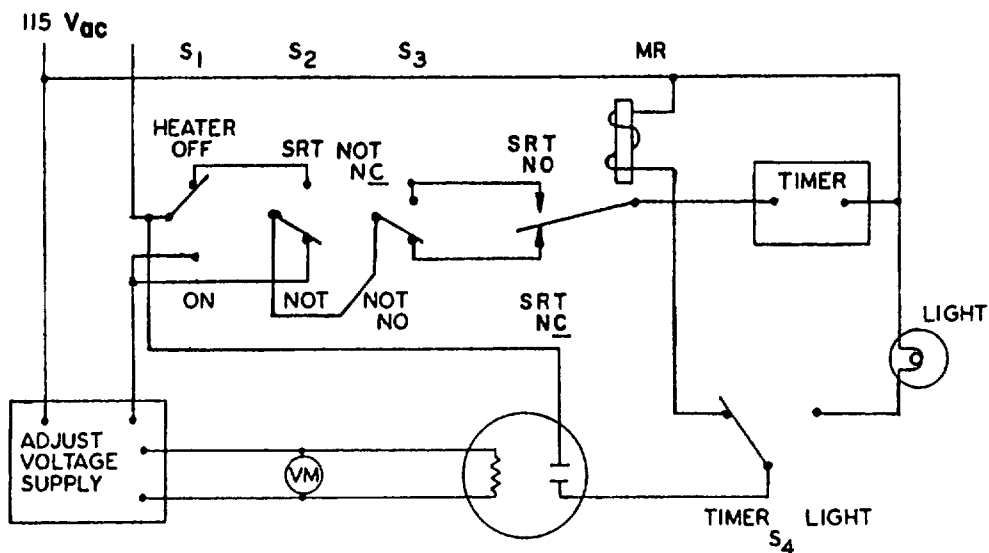 115 Vac
S1
S2
S3
MR
HEATER
OFF
SRT
NOT
NC
SRT
NO
TIMER
ON
NOT
NOT
NO
SRT
NC
LIGHT
ADJUST
VOLTAGE
SUPPLY
VM
TIMER
LIGHT
S4